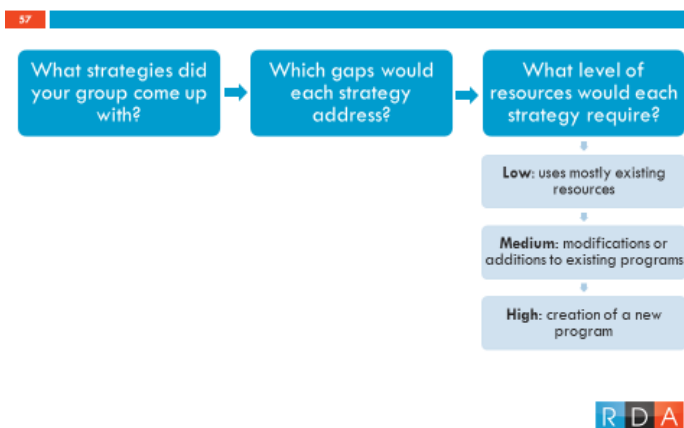 57
What strategies did
your group come up
with?
Which gaps would
each strategy
address?
What level of
resources would each
strategy require?
Low: uses mostly existing
resources
Medium: modifications or
additions to existing programs
High: creation of a new
program
RDA